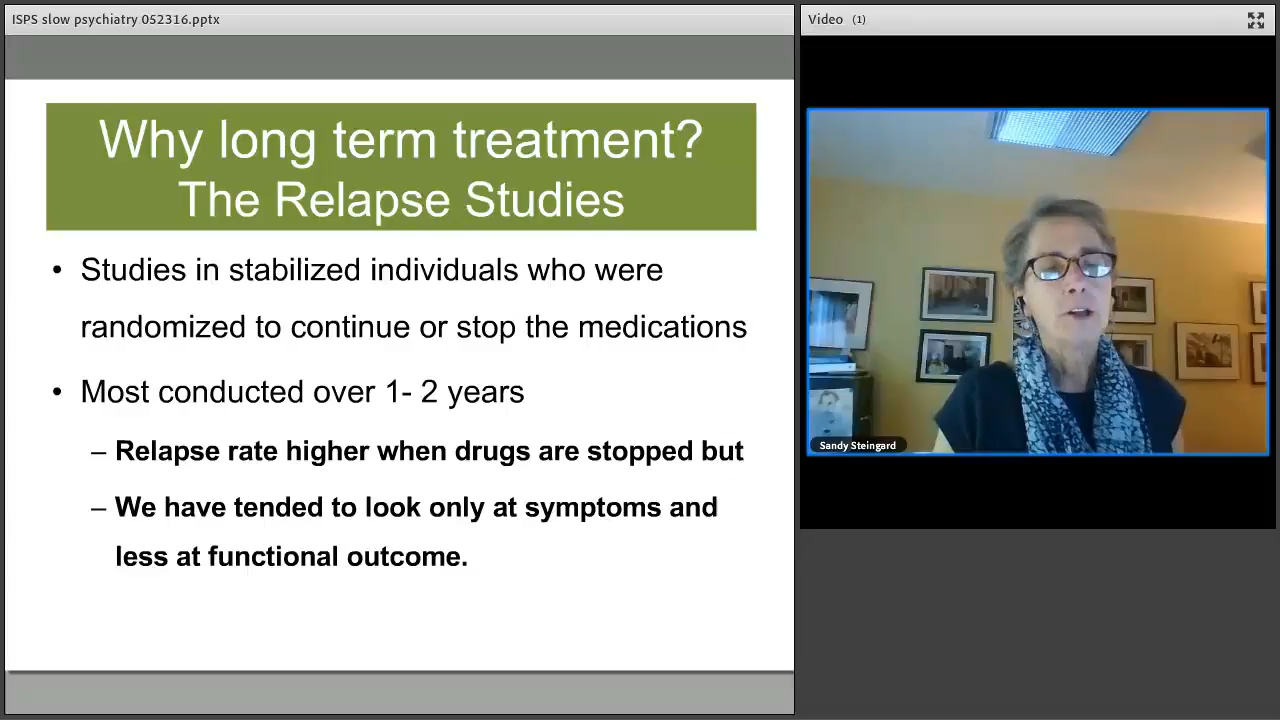 ISPS slow psychiatry 052316.pptx
Video (1)
Why long term treatment?
The Relapse Studies
• Studies in stabilized individuals who were
randomized to continue or stop the medications
• Most conducted over 1- 2 years
– Relapse rate higher when drugs are stopped but
– We have tended to look only at symptoms and
less at functional outcome.
Sandy Steingard